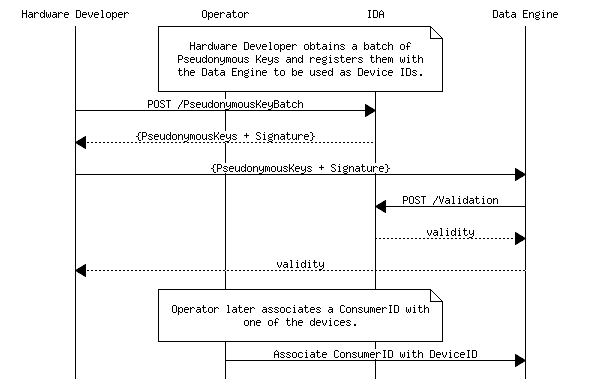 Hardware Developer Operator IDA Data Engine
Hardware Developer obtains a batch of
Pseudonymous Keys and registers them with
the Data Engine to be used as Device IDs.
POST /PseudonymousKeyBatch
{PseudonymousKeys + Signature}
{PseudonymousKeys + Signature}
POST /Validation
validity
validity
Operator later associates a ConsumerID with
one of the devices.
Associate ConsumerID with DeviceID